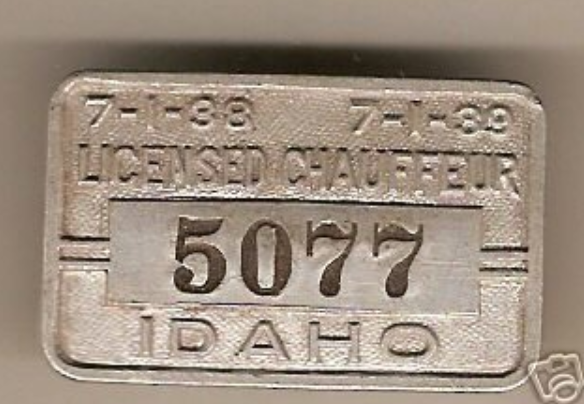 7-1-38 7-1-39
LICENSED CHAUFFEUR
5077
IDAHO